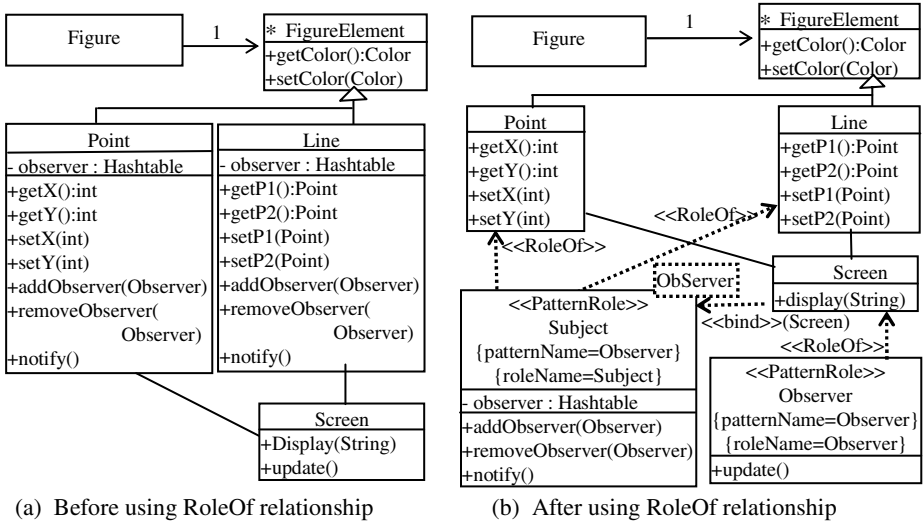 Figure
1
* FigureElement
+getColor():Color
+setColor(Color)
Point
- observer : Hashtable
+getX():int
+getY():int
+setX(int)
+setY(int)
+addObserver(Observer)
+removeObserver(
Observer)
+notify()
Line
- observer : Hashtable
+getP1():Point
+getP2():Point
+setP1(Point)
+setP2(Point)
+addObserver(Observer)
+removeObserver(
Observer)
+notify()
Screen
+Display(String)
+update()
(a) Before using RoleOf relationship
Figure
1
* FigureElement
+getColor():Color
+setColor(Color)
Point
+getX():int
+getY():int
+setX(int)
+setY(int)
Line
+getP1():Point
+getP2():Point
+setP1(Point)
+setP2(Point)
<<RoleOf>>
<<RoleOf>>
ObServer
Screen
+display(String)
<<bind>>(Screen)
<<RoleOf>>
<<PatternRole>>
Subject
{patternName=Observer}
{roleName=Subject}
- observer : Hashtable
+addObserver(Observer)
+removeObserver(Observer)
+notify()
<<PatternRole>>
Observer
{patternName=Observer}
{roleName=Observer}
+update()
(b) After using RoleOf relationship